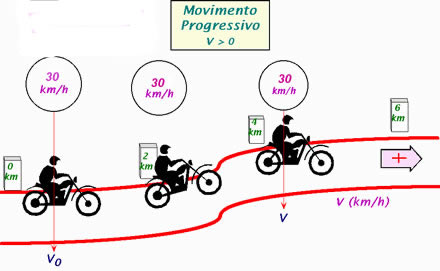 Movimento
Progressivo
V > 0
30
km/h
30
km/h
30
km/h
0
km
2
km
4
km
6
km
+
V (km/h)
V0
V